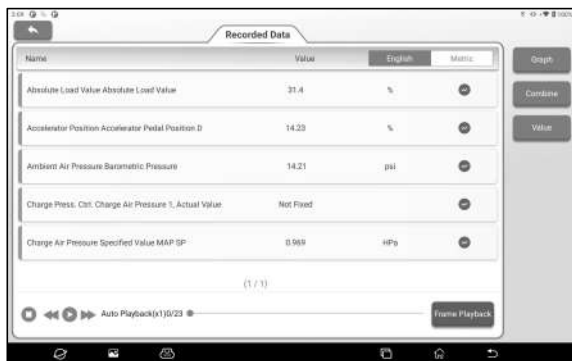 2:08
100%
Recorded Data
Name Value English Metric
Graph
Absolute Load Value Absolute Load Value 31.4 %
Combine
Accelerator Position Accelerator Pedal Position D 14.23 %
Value
Ambient Air Pressure Barometric Pressure 14.21 psi
Charge Press. Ctrl. Charge Air Pressure 1, Actual Value Not Fixed
Charge Air Pressure Specified Value MAP SP 0.969 HPa
(1 / 1)
Auto Playback(x1)0/23
Frame Playback